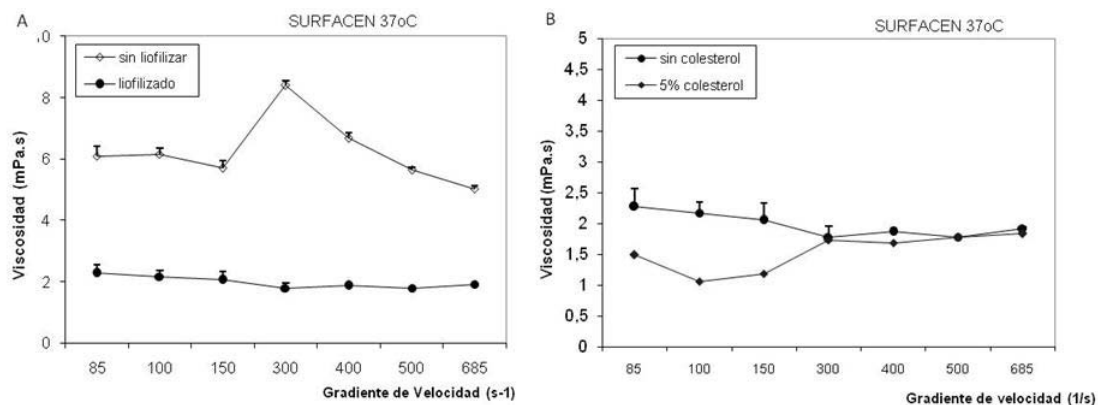 A
SURFACEN 37oC
,0
8
6
4
2
0
sin liofilizar
liofilizado
Viscosidad (mPa.s)
85 100 150 300 400 500 685
Gradiente de Velocidad (s-1)
B
SURFACEN 37oC
5
4,5
4
3,5
3
2,5
2
1,5
1
0,5
0
sin colesterol
5% colesterol
Viscosidad (mPa.s)
85 100 150 300 400 500 685
Gradiente de velocidad (1/s)